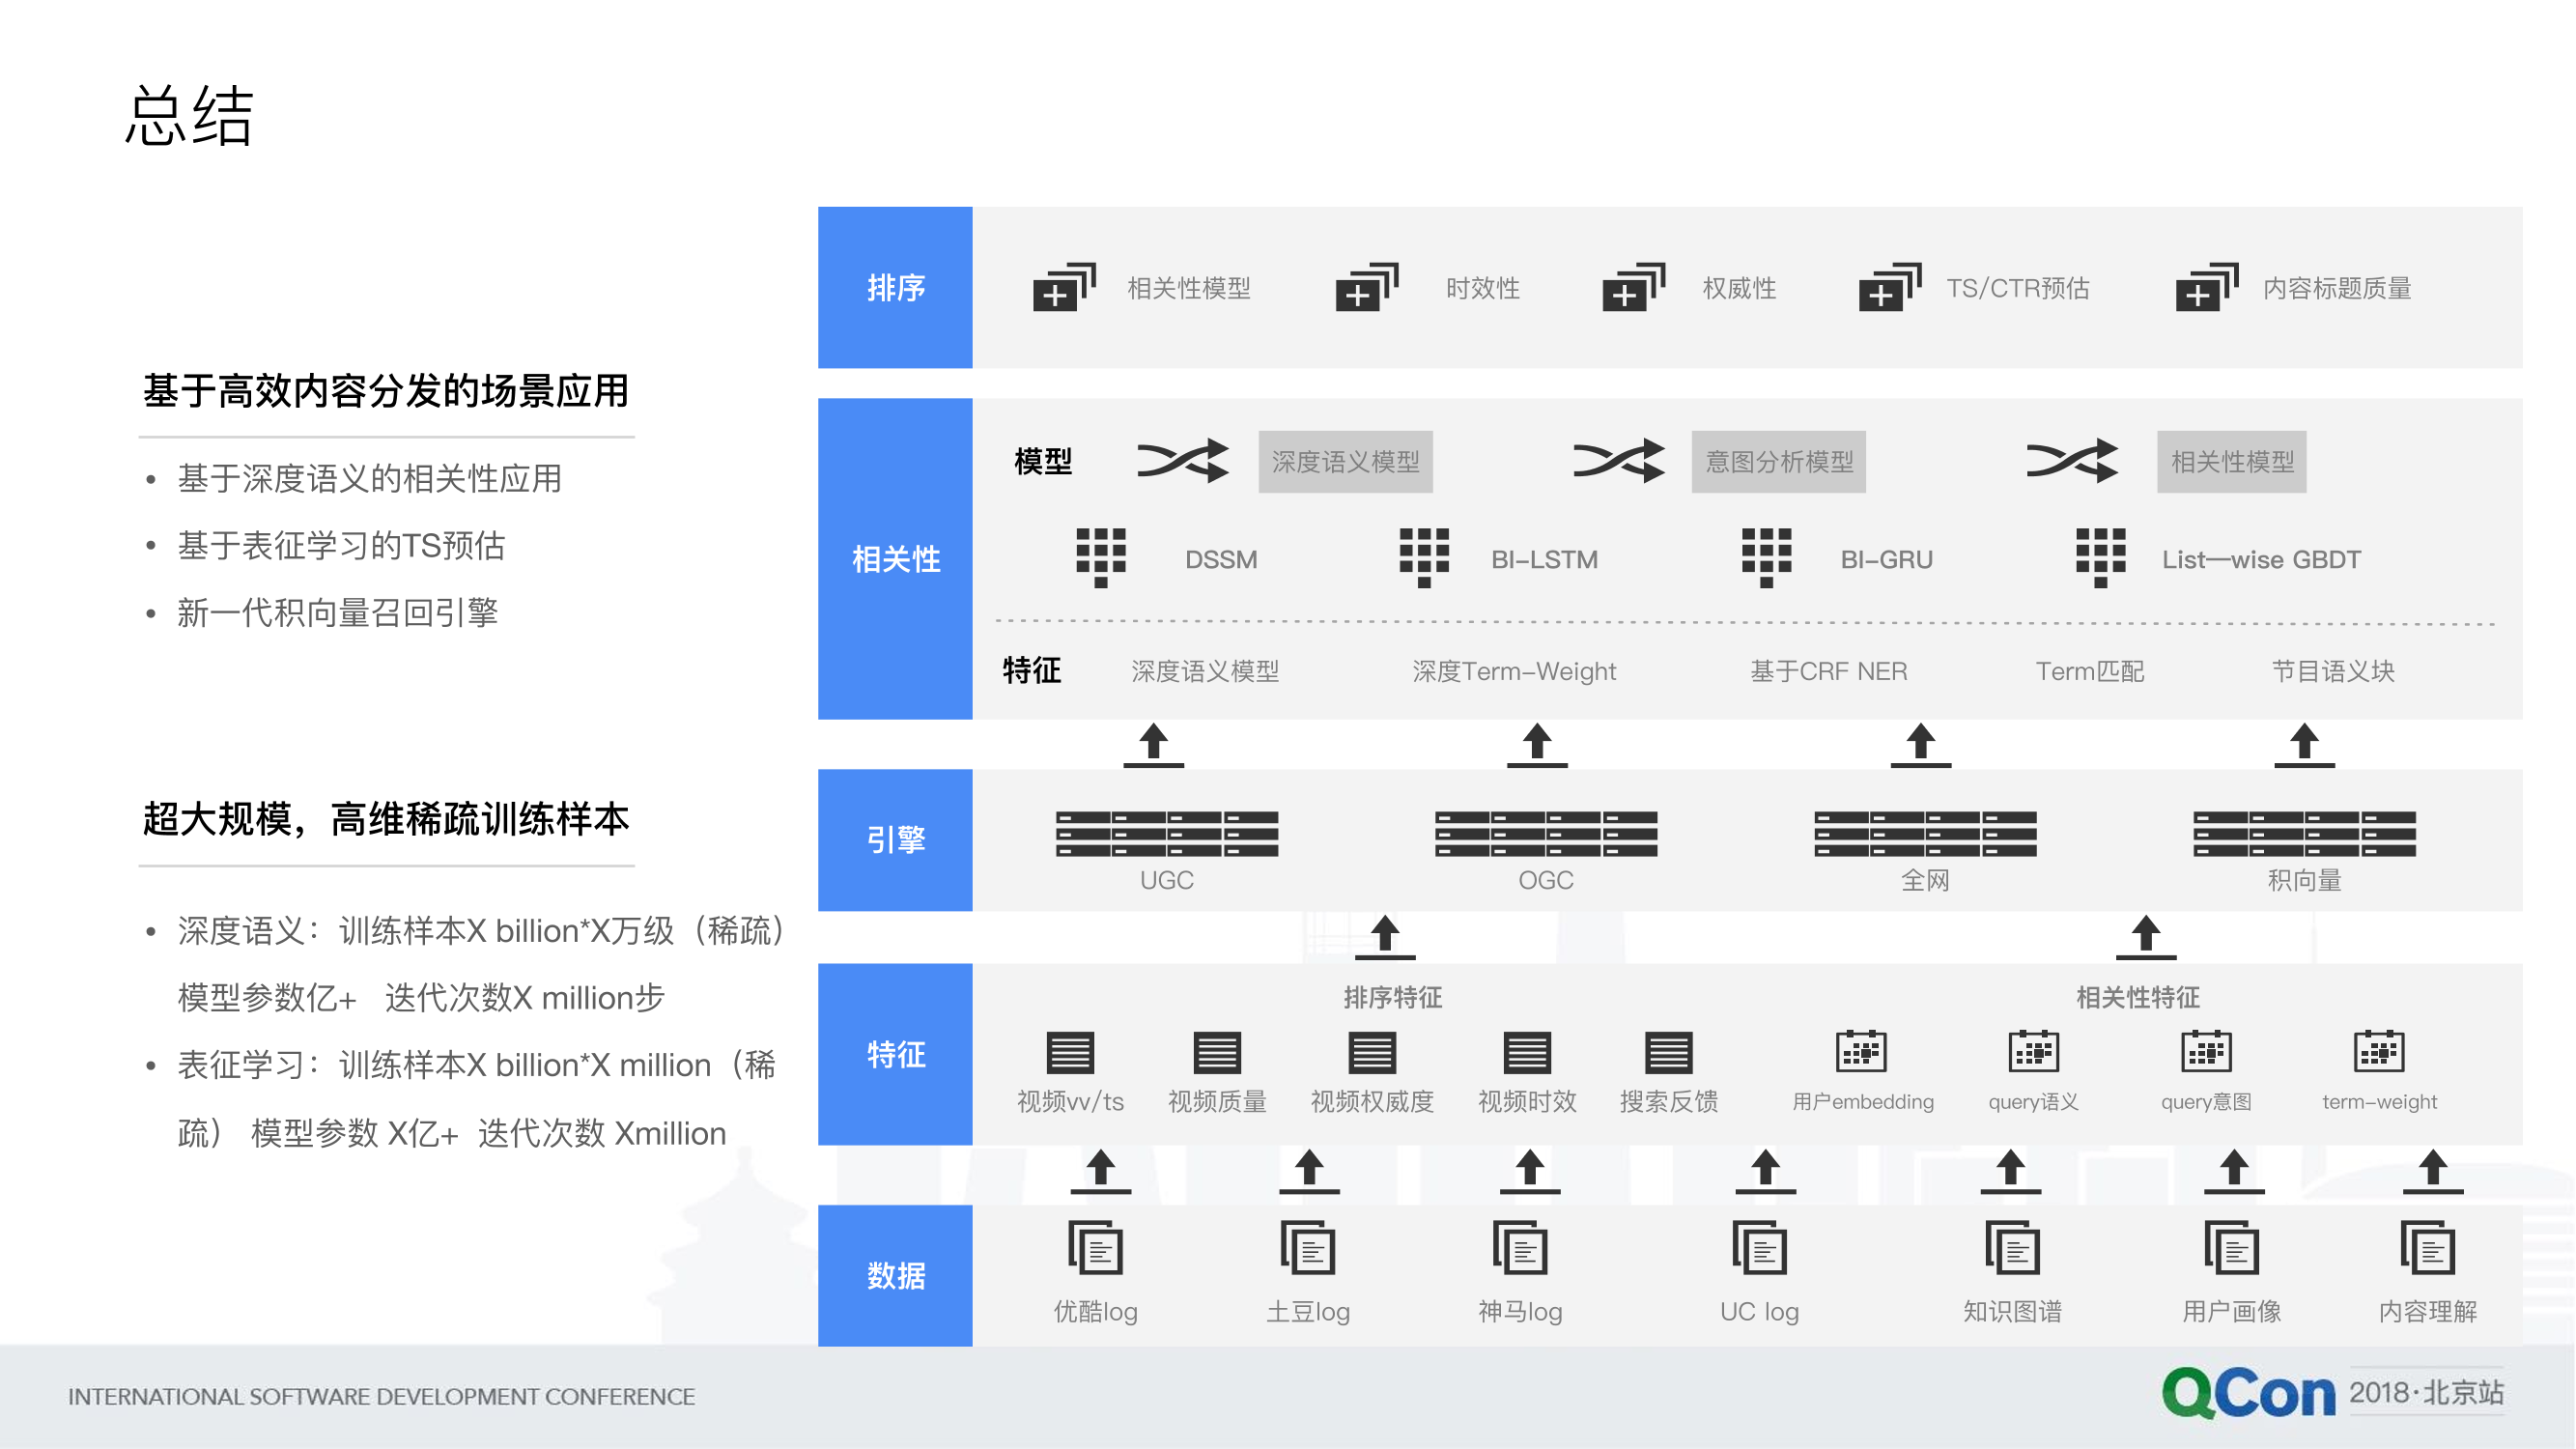 总结
基于高效内容分发的场景应用
• 基于深度语义的相关性应用
• 基于表征学习的TS预估
• 新一代积向量召回引擎
超大规模，高维稀疏训练样本
• 深度语义：训练样本X billion*X万级（稀疏）
模型参数亿+ 迭代次数X million步
• 表征学习：训练样本X billion*X million（稀
疏） 模型参数 X亿+ 迭代次数 Xmillion
排序
相关性模型 时效性 权威性 TS/CTR预估 内容标题质量
相关性
模型 深度语义模型 意图分析模型 相关性模型
DSSM BI-LSTM BI-GRU List—wise GBDT
特征 深度语义模型 深度Term-Weight 基于CRF NER Term匹配 节目语义块
引擎
UGC OGC 全网 积向量
特征
排序特征 相关性特征
视频vv/ts 视频质量 视频权威度 视频时效 搜索反馈 用户embedding query语义 query意图 term-weight
数据
优酷log 土豆log 神马log UC log 知识图谱 用户画像 内容理解
INTERNATIONAL SOFTWARE DEVELOPMENT CONFERENCE
QCon 2018·北京站